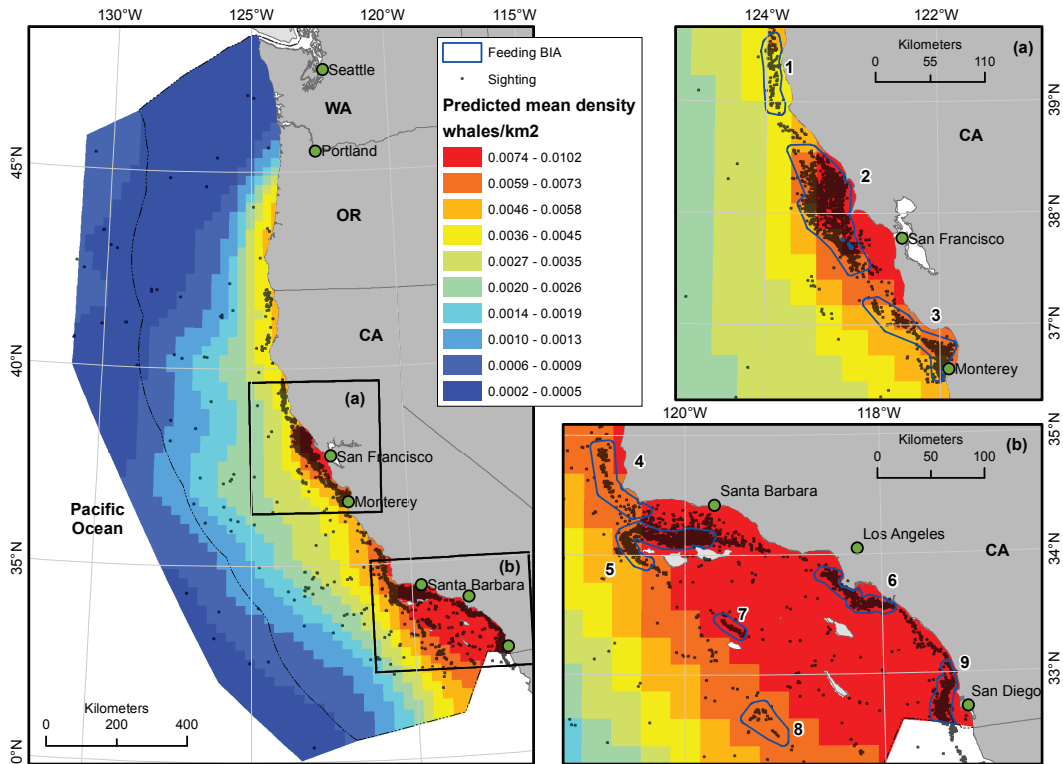 130°W
125°W
120°W
115°W
45°N
40°N
35°N
0°N
Seattle
WA
Portland
OR
CA
(a)
San Francisco
Monterey
Pacific
Ocean
(b)
Santa Barbara
Kilometers
0 200 400
Feeding BIA
Sighting
Predicted mean density
whales/km2
0.0074 - 0.0102
0.0059 - 0.0073
0.0046 - 0.0058
0.0036 - 0.0045
0.0027 - 0.0035
0.0020 - 0.0026
0.0014 - 0.0019
0.0010 - 0.0013
0.0006 - 0.0009
0.0002 - 0.0005
124°W
122°W
Kilometers
(a)
0 55 110
1
39°N
CA
2
38°N
San Francisco
3
37°N
Monterey
120°W
118°W
(b)
Kilometers
0 50 100
35°N
4
Santa Barbara
Los Angeles
CA
34°N
5
6
7
33°N
9
San Diego
8